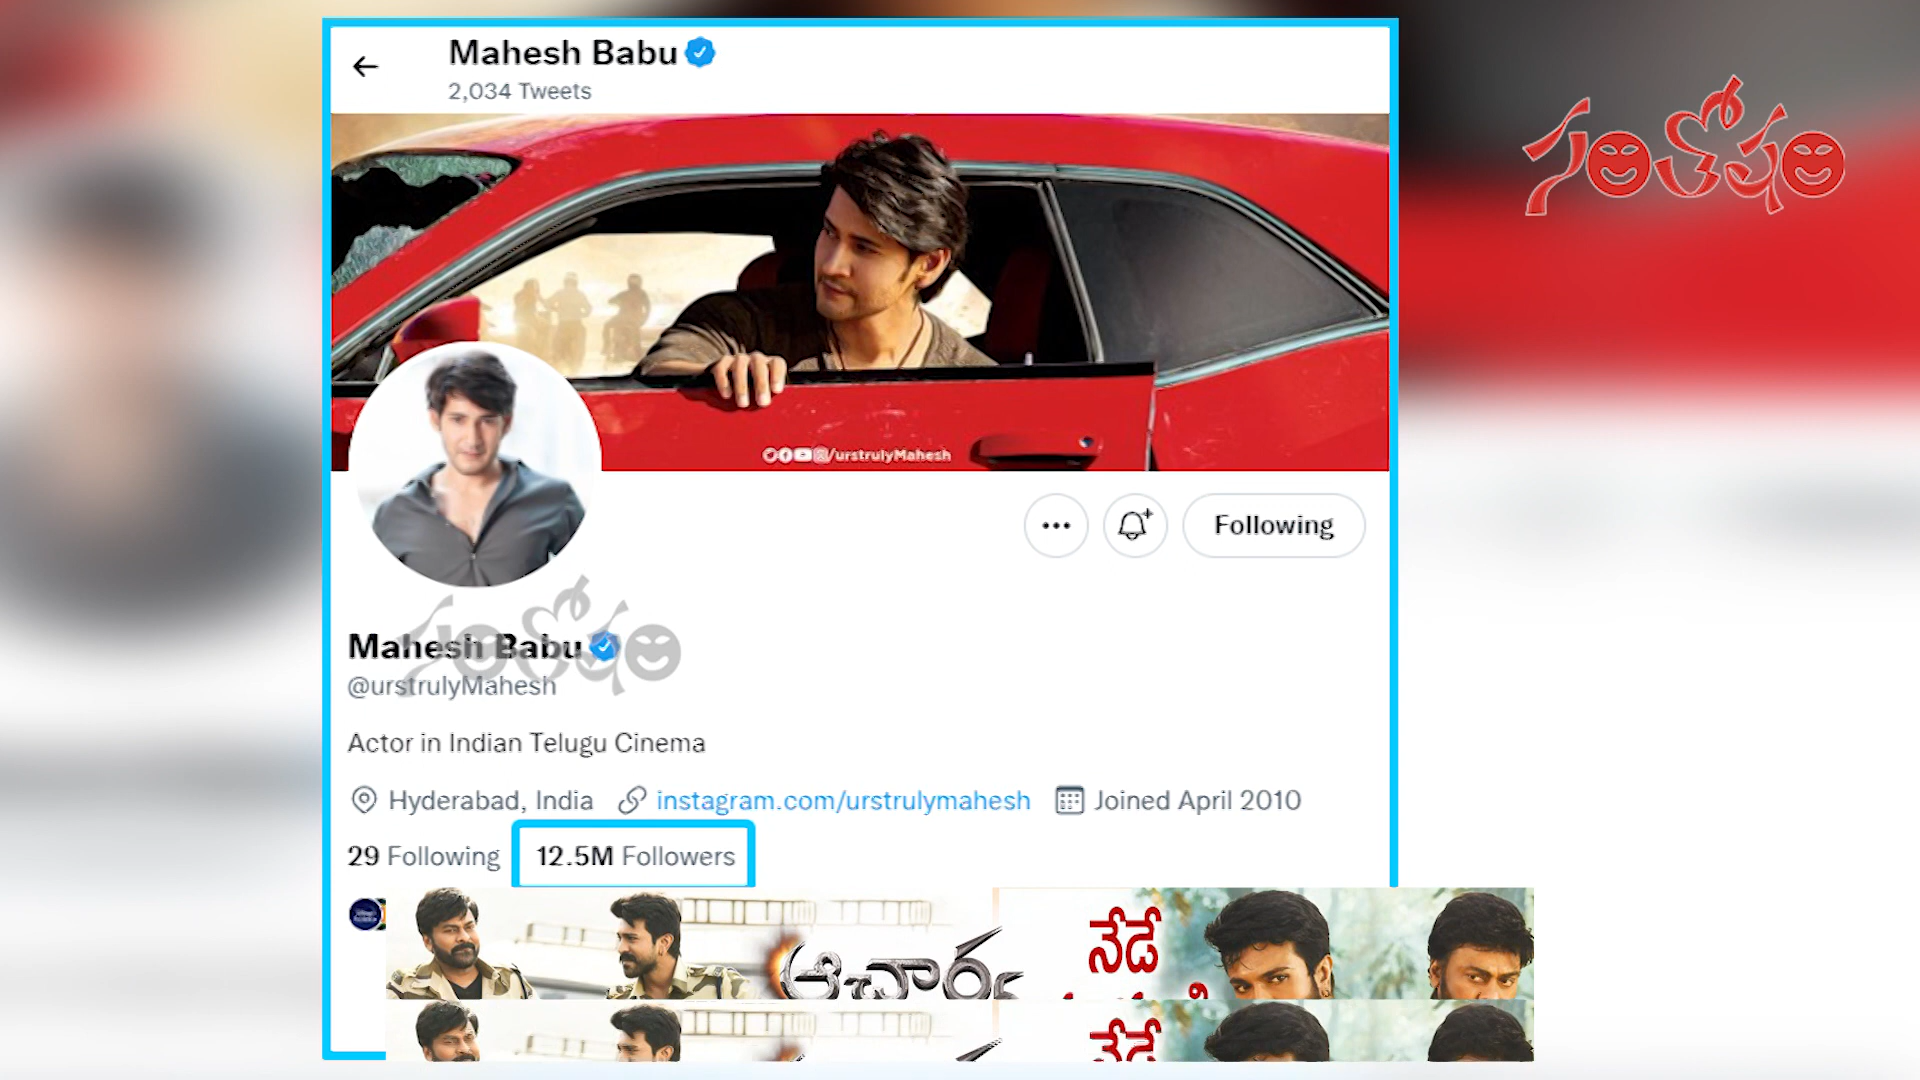 Mahesh Babu
2,034 Tweets
సంతోషం
/urstrulyMahesh
Following
Mahesh Babu
@urstrulyMahesh
సంతోషం
Actor in Indian Telugu Cinema
Hyderabad, India instagram.com/urstrulymahesh Joined April 2010
29 Following 12.5M Followers
నేడే